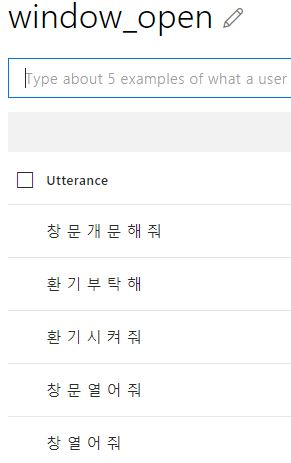 window_open
Type about 5 examples of what a user
Utterance
창 문 개 문 해 줘
환 기 부 탁 해
환 기 시 켜 줘
창 문 열 어 줘
창 열 어 줘